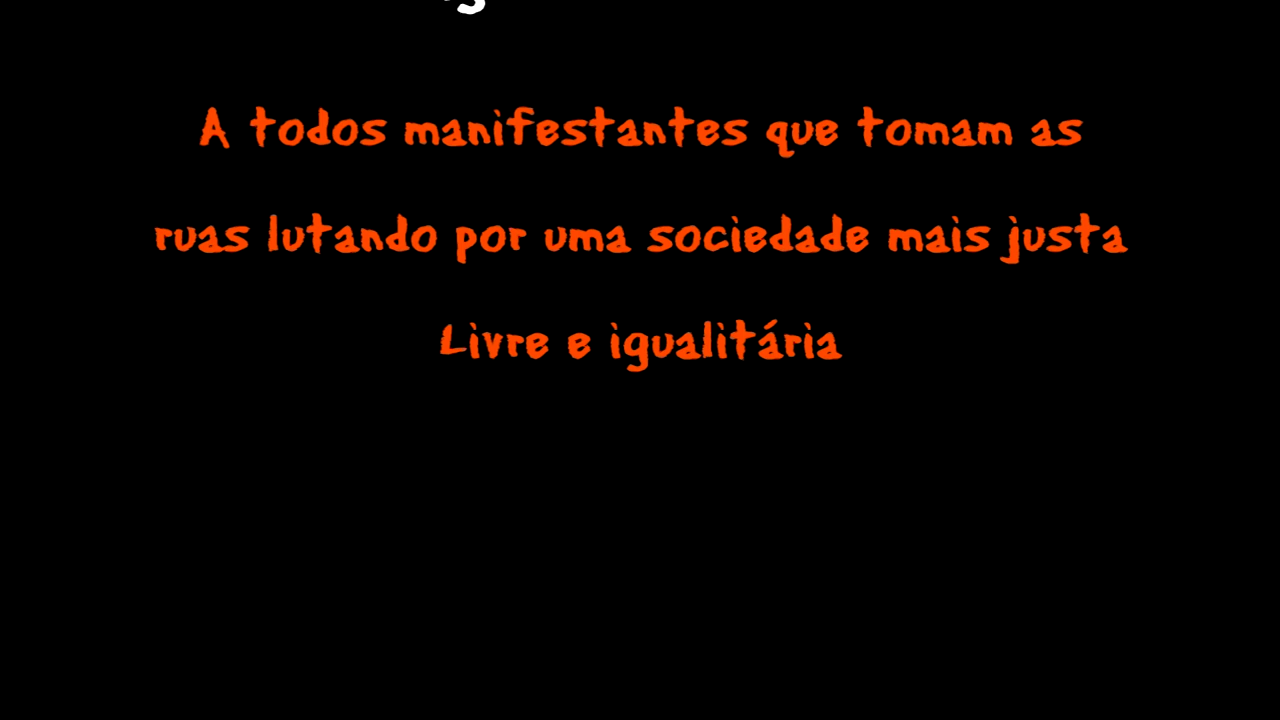 A todos manifestantes que tomam as
ruas lutando por uma sociedade mais justa
Livre e igualitária